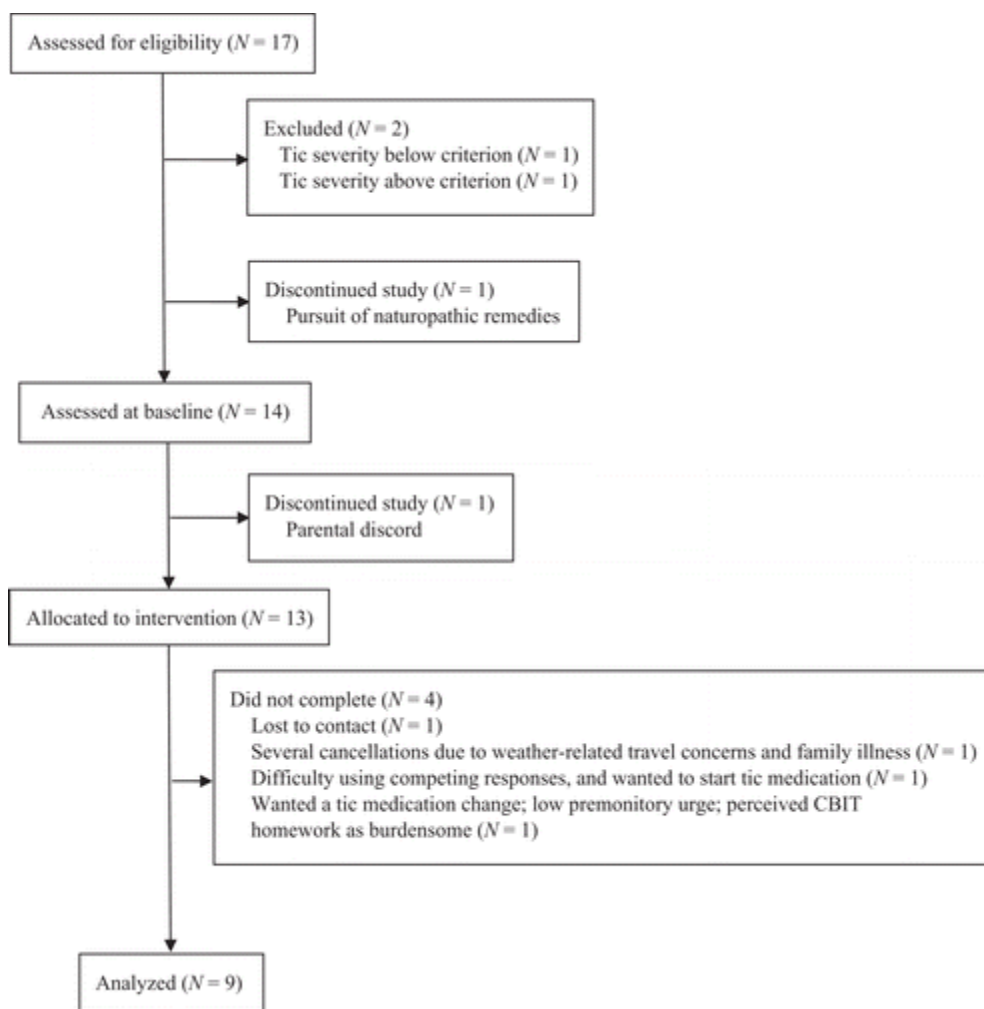 Assessed for eligibility (N = 17)
Excluded (N = 2)
Tic severity below criterion (N = 1)
Tic severity above criterion (N = 1)
Discontinued study (N = 1)
Pursuit of naturopathic remedies
Assessed at baseline (N = 14)
Discontinued study (N = 1)
Parental discord
Allocated to intervention (N = 13)
Did not complete (N = 4)
Lost to contact (N = 1)
Several cancellations due to weather-related travel concerns and family illness (N = 1)
Difficulty using competing responses, and wanted to start tic medication (N = 1)
Wanted a tic medication change; low premonitory urge; perceived CBIT
homework as burdensome (N = 1)
Analyzed (N = 9)